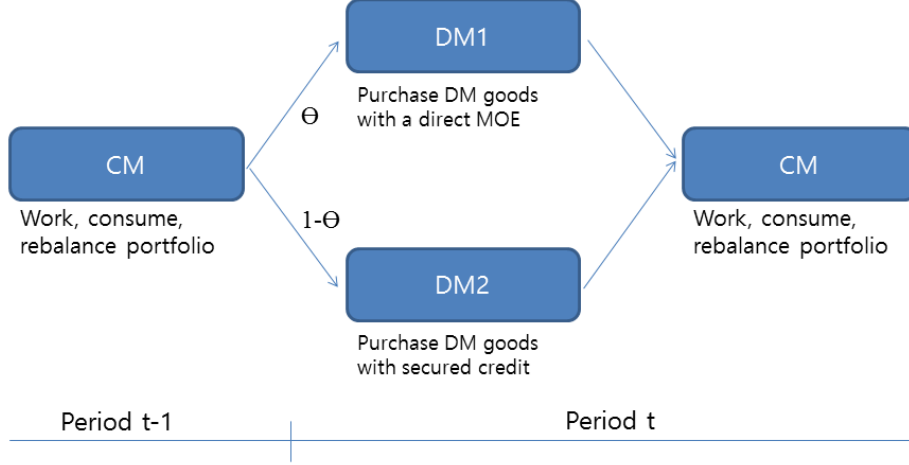 DM1
Purchase DM goods
with a direct MOE
Ɵ
CM
Work, consume,
rebalance portfolio
CM
Work, consume,
rebalance portfolio
1-Ɵ
DM2
Purchase DM goods
with secured credit
Period t-1
Period t